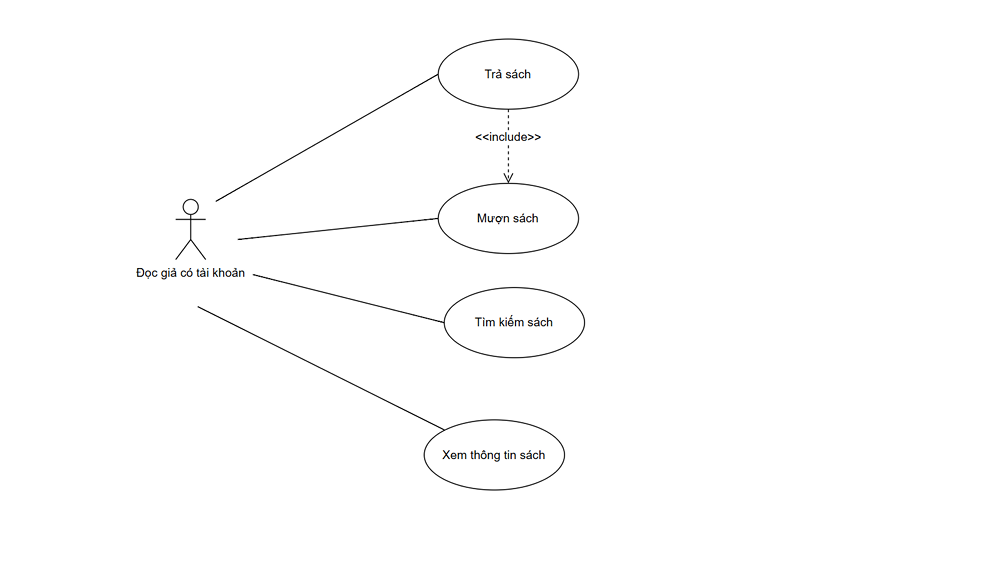 Trả sách
<<include>>
Mượn sách
Đọc giả có tài khoản
Tìm kiếm sách
Xem thông tin sách